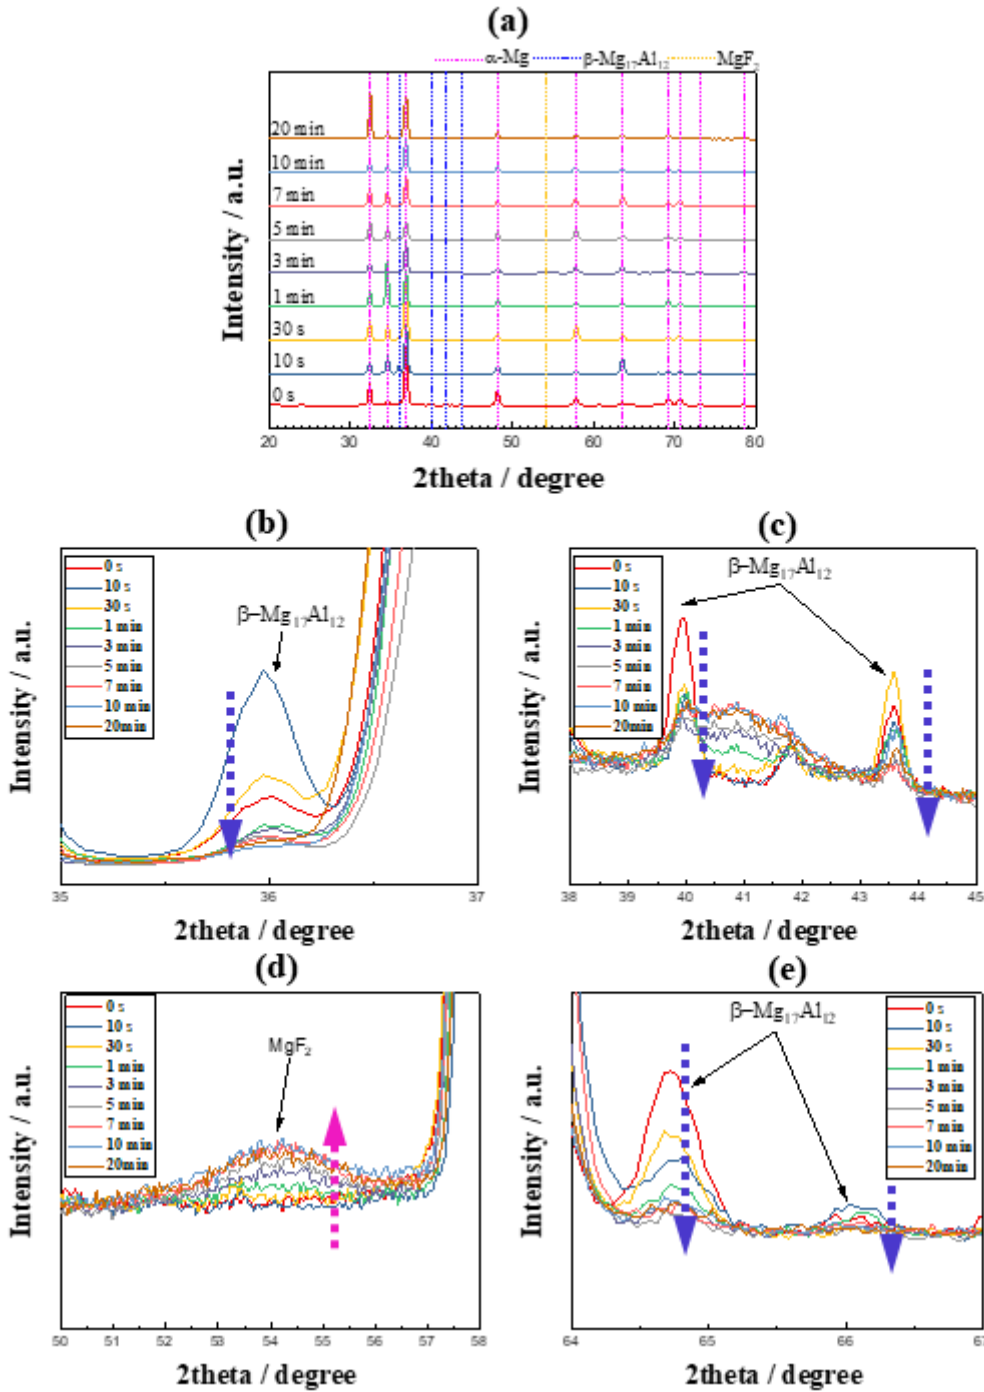 (a)
α-Mg β-Mg₁₇Al₁₂ MgF₂
20 min
10 min
7 min
5 min
3 min
1 min
30 s
10 s
0 s
Intensity / a.u.
20 30 40 50 60 70 80
2theta / degree
(b)
0 s
10 s
30 s
1 min
3 min
5 min
7 min
10 min
20min
β-Mg₁₇Al₁₂
Intensity / a.u.
35 36 37
2theta / degree
(c)
0 s
10 s
30 s
1 min
3 min
5 min
7 min
10 min
20min
β-Mg₁₇Al₁₂
Intensity / a.u.
38 39 40 41 42 43 44 45
2theta / degree
(d)
0 s
10 s
30 s
1 min
3 min
5 min
7 min
10 min
20min
MgF₂
Intensity / a.u.
50 51 52 53 54 55 56 57 58
2theta / degree
(e)
β-Mg₁₇Al₁₂
0 s
10 s
30 s
1 min
3 min
5 min
7 min
10 min
20min
Intensity / a.u.
64 65 66 67
2theta / degree